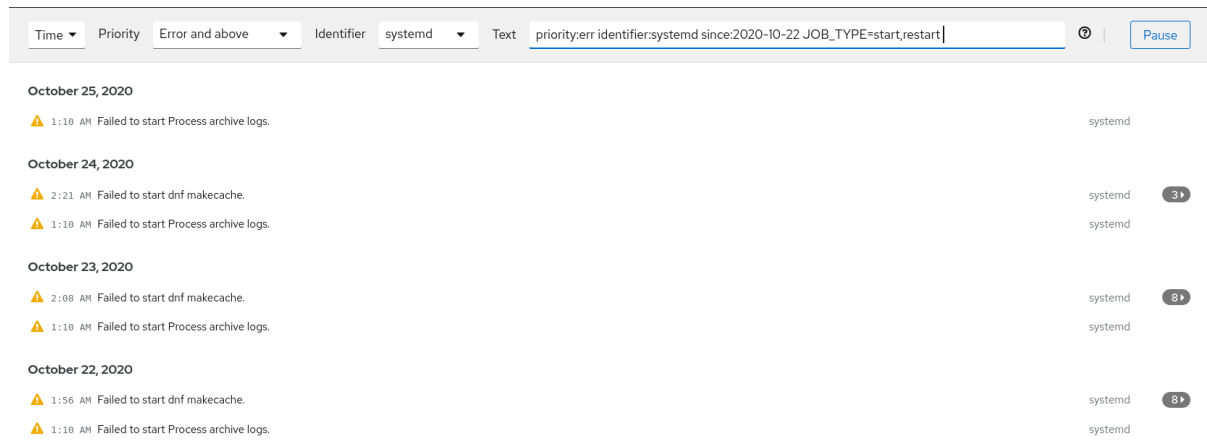 Time Priority Error and above Identifier systemd Text priority:err identifier:systemd since:2020-10-22 JOB_TYPE=start,restart Pause
October 25, 2020
1:10 AM Failed to start Process archive logs. systemd
October 24, 2020
2:21 AM Failed to start dnf makecache. systemd 3
1:10 AM Failed to start Process archive logs. systemd
October 23, 2020
2:08 AM Failed to start dnf makecache. systemd 8
1:10 AM Failed to start Process archive logs. systemd
October 22, 2020
1:56 AM Failed to start dnf makecache. systemd 8
1:10 AM Failed to start Process archive logs. systemd